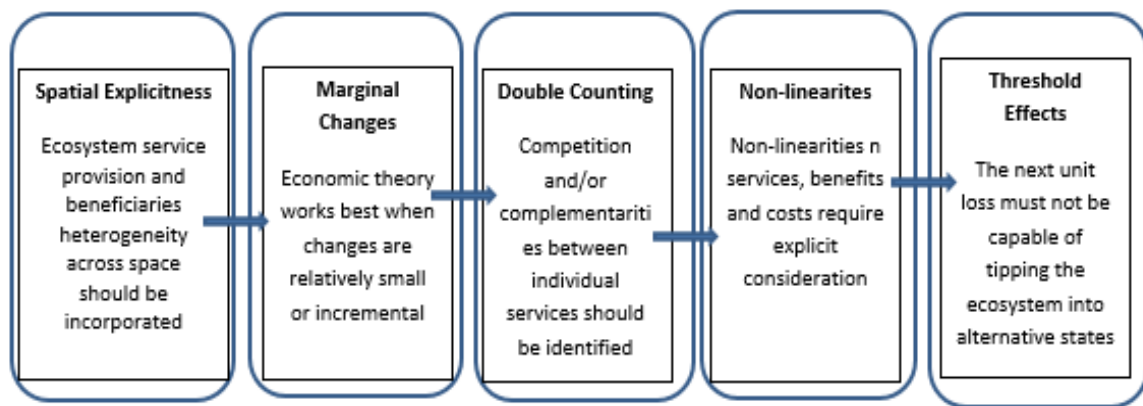 Spatial Explicitness
Ecosystem service
provision and
beneficiaries
heterogeneity
across space
should be
incorporated
Marginal
Changes
Economic theory
works best when
changes are
relatively small
or incremental
Double Counting
Competition
and/or
complementariti
es between
individual
services should
be identified
Non-linearites
Non-linearities n
services, benefits
and costs require
explicit
consideration
Threshold
Effects
The next unit
loss must not be
capable of
tipping the
ecosystem into
alternative states